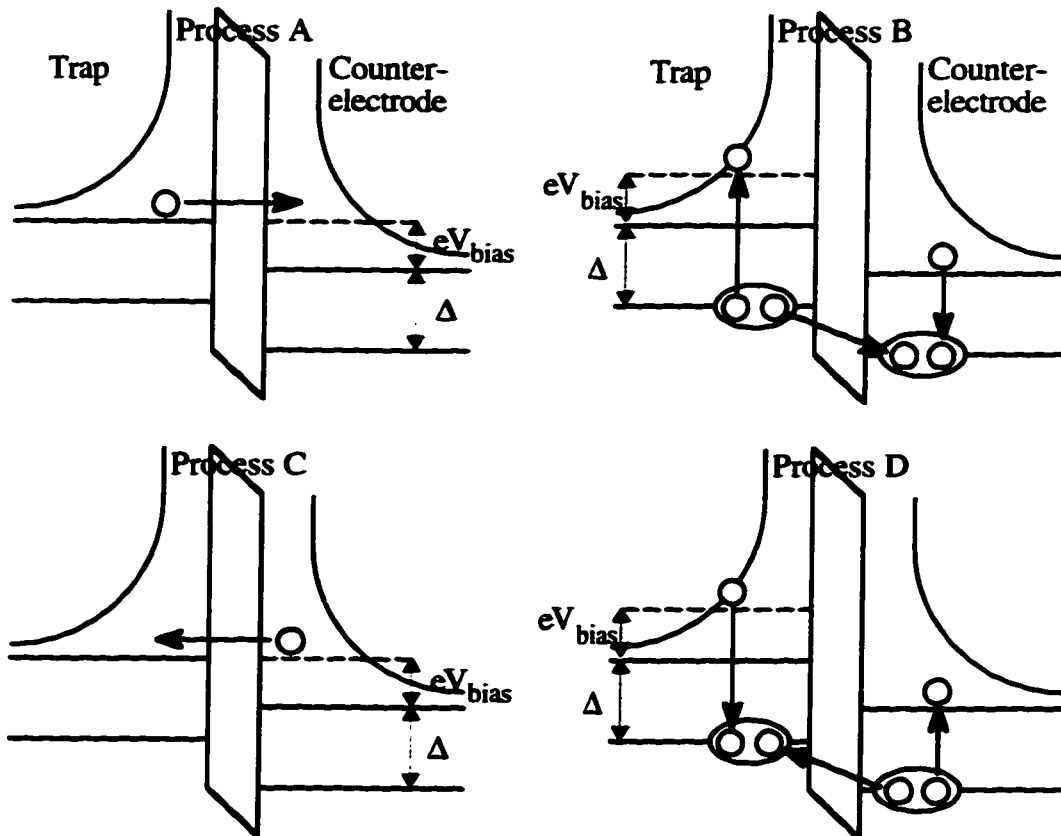 Process A
Trap
Counter-
electrode
eV_bias
Δ
Process B
Trap
Counter-
electrode
eV_bias
Δ
Process C
eV_bias
Δ
Process D
eV_bias
Δ